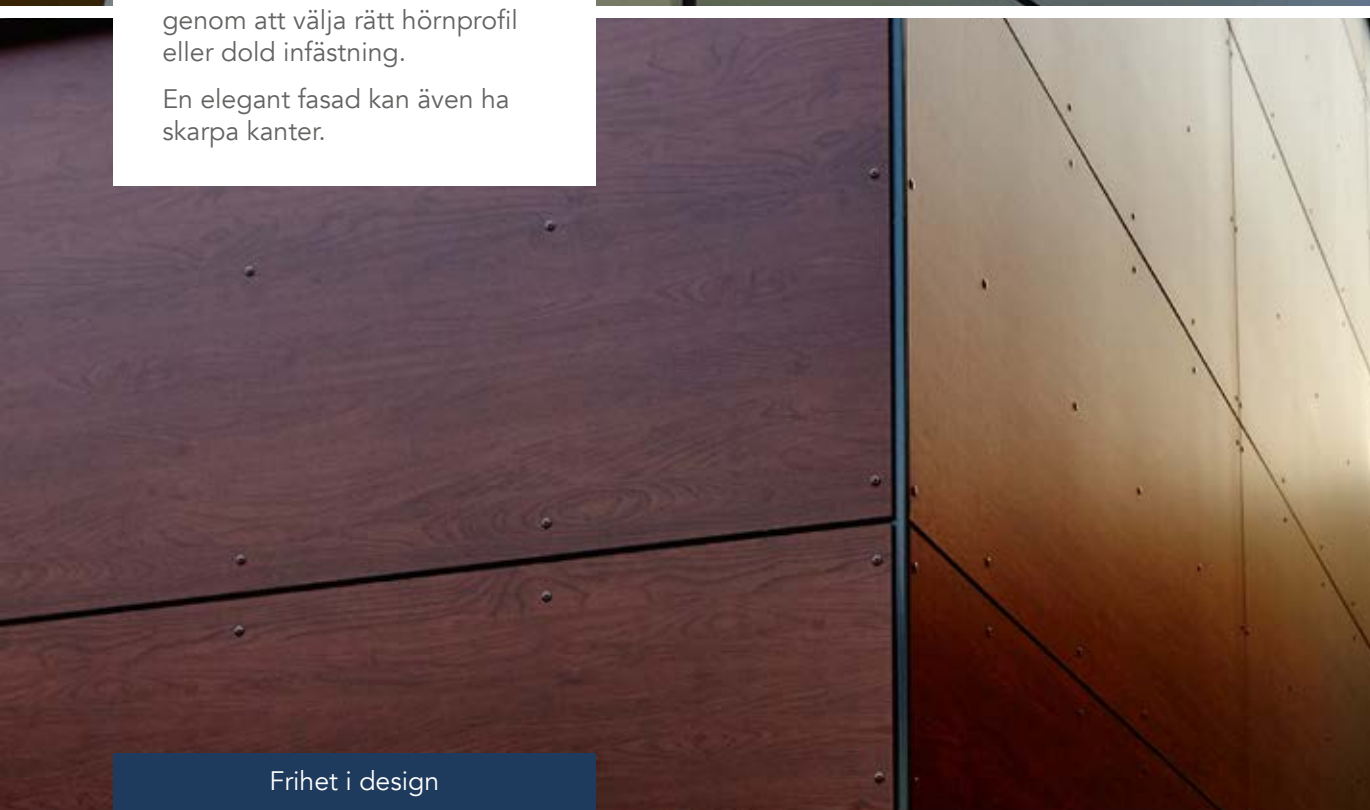 genom att välja rätt hörnprofil
eller dold infästning.
En elegant fasad kan även ha
skarpa kanter.
Frihet i design